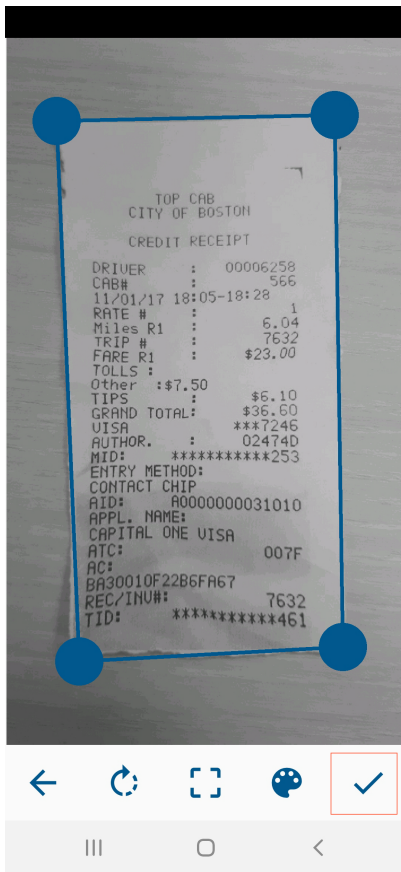 TOP CAB
CITY OF BOSTON
CREDIT RECEIPT
DRIVER : 00006258
CAB# : 566
11/01/17 18:05-18:28
RATE # : 1
Miles R1 : 6.04
TRIP # : 7632
FARE R1 : $23.00
TOLLS :
Other :$7.50
TIPS : $6.10
GRAND TOTAL: $36.60
VISA ***7246
AUTHOR. : 02474D
MID: ***********253
ENTRY METHOD:
CONTACT CHIP
AID: A0000000031010
APPL. NAME:
CAPITAL ONE VISA
ATC: 007F
AC:
BA30010F22B6FA67
REC/INV#: 7632
TID: ***********461